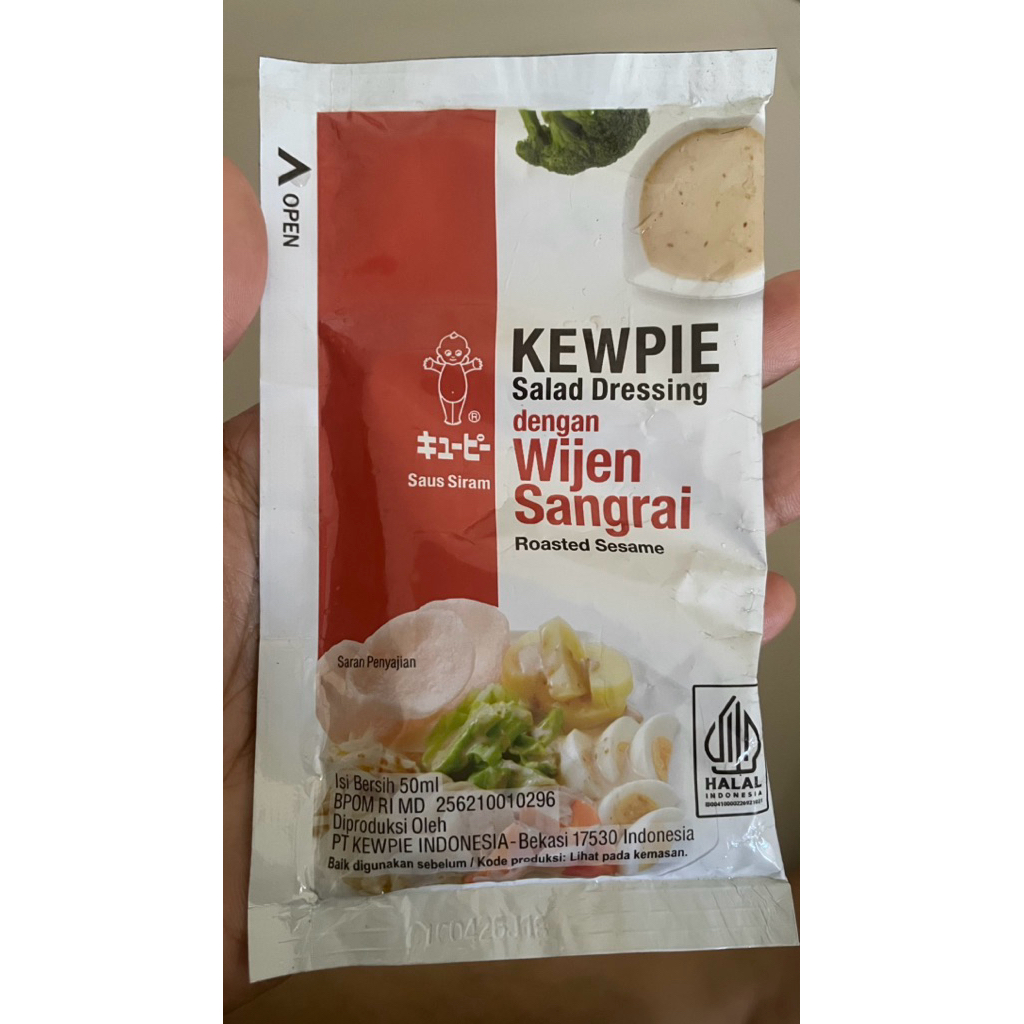 OPEN
KEWPIE
Salad Dressing
dengan
Wijen
Sangrai
Roasted Sesame
®
キューピー
Saus Siram
Saran Penyajian
HALAL
INDONESIA
Isi Bersih 50ml
BPOM RI MD 256210010296
Diproduksi Oleh
PT KEWPIE INDONESIA-Bekasi 17530 Indonesia
Baik digunakan sebelum / Kode produksi: Lihat pada kemasan.